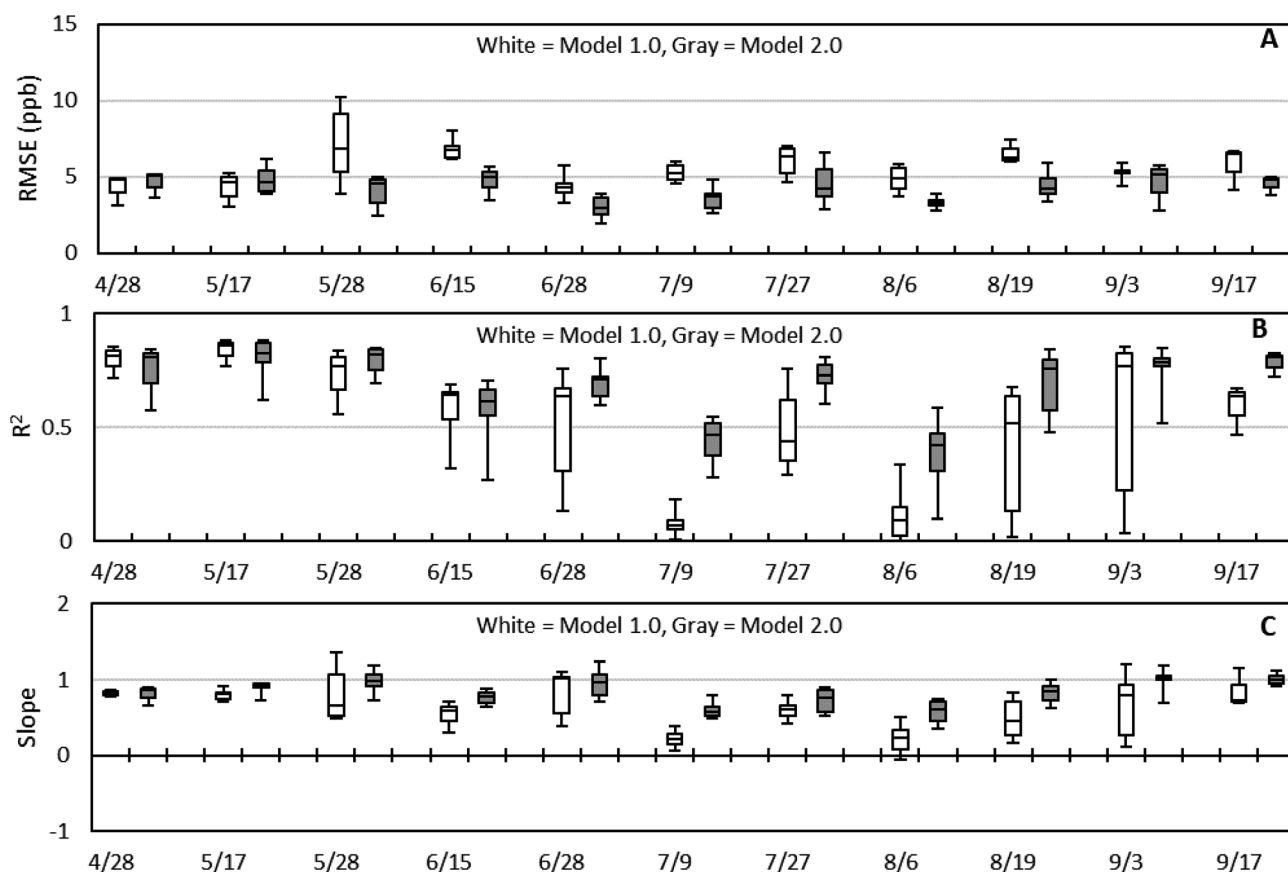 A
White = Model 1.0, Gray = Model 2.0
RMSE (ppb)
15
10
5
0
4/28 5/17 5/28 6/15 6/28 7/9 7/27 8/6 8/19 9/3 9/17
B
White = Model 1.0, Gray = Model 2.0
R²
1
0.5
0
4/28 5/17 5/28 6/15 6/28 7/9 7/27 8/6 8/19 9/3 9/17
C
White = Model 1.0, Gray = Model 2.0
Slope
2
1
0
-1
4/28 5/17 5/28 6/15 6/28 7/9 7/27 8/6 8/19 9/3 9/17